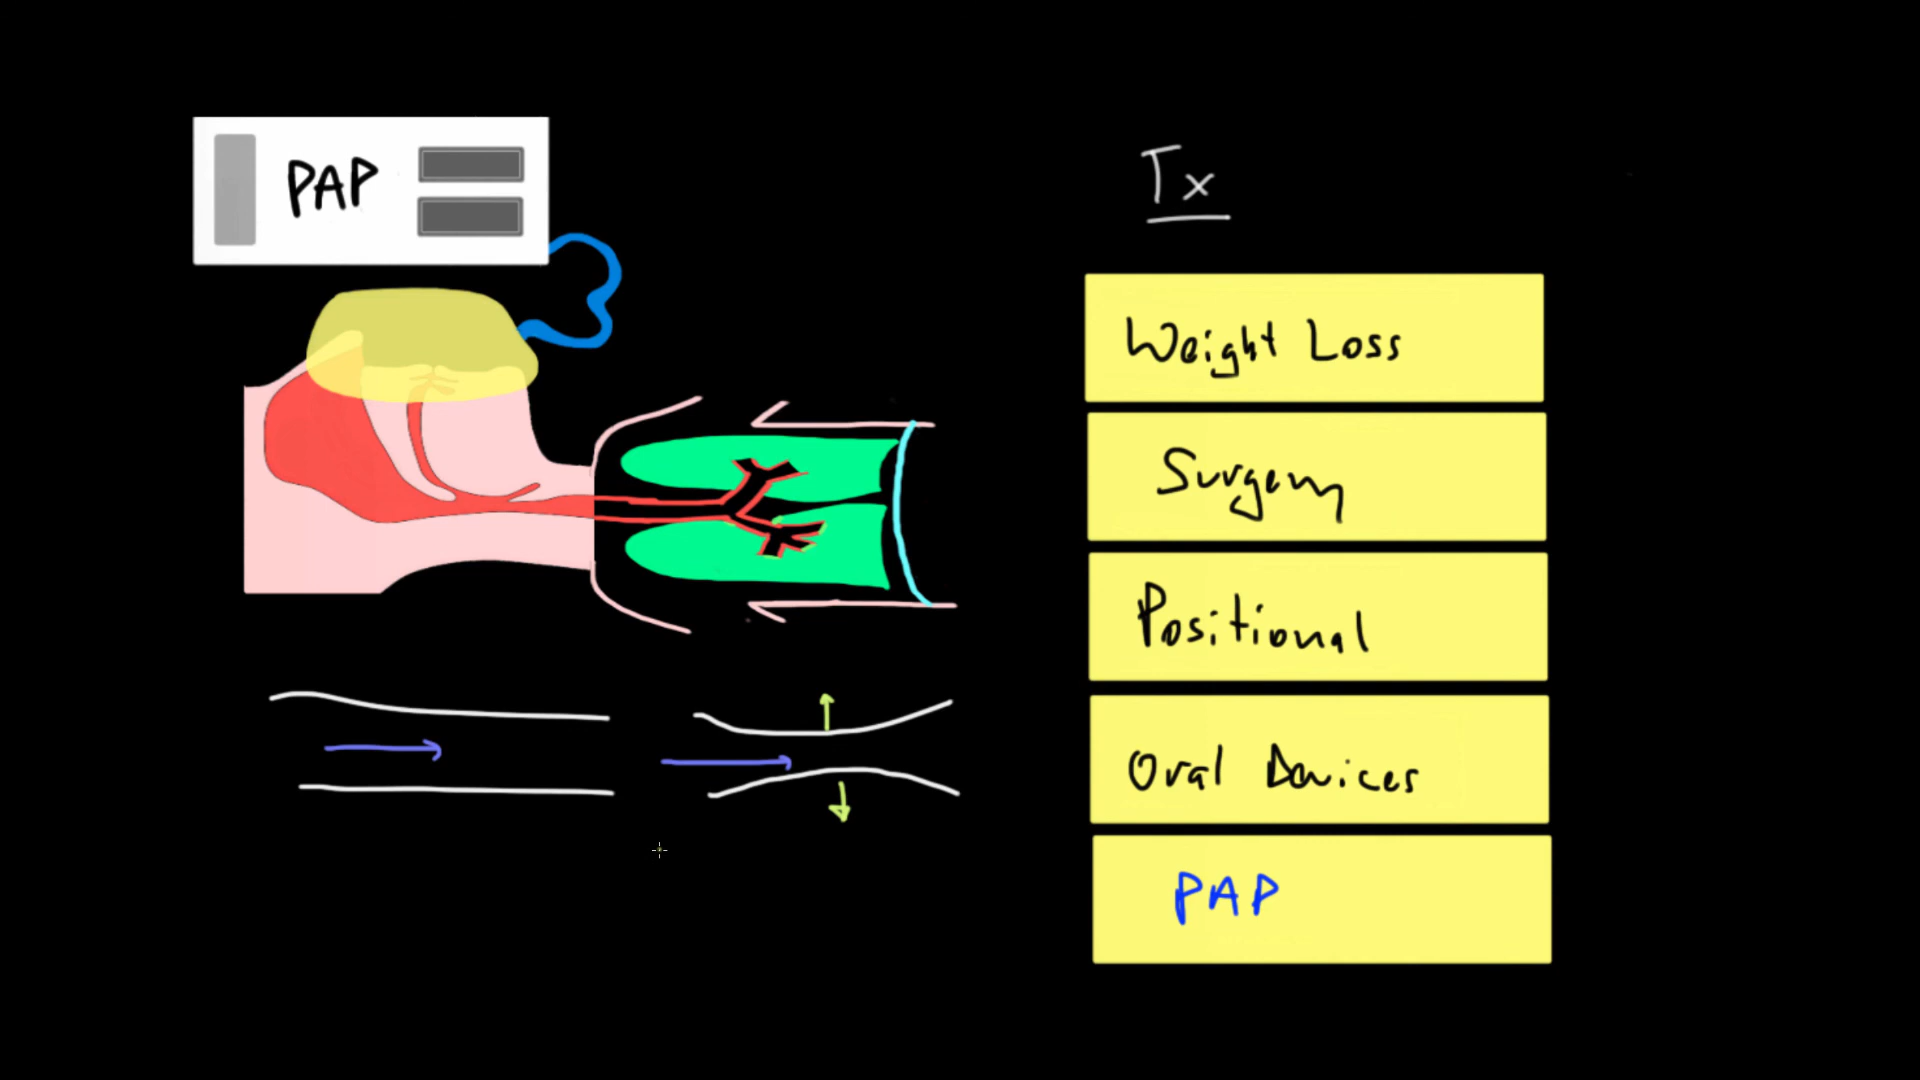 PAP
Tx
Weight Loss
Surgery
Positional
Oral Devices
PAP